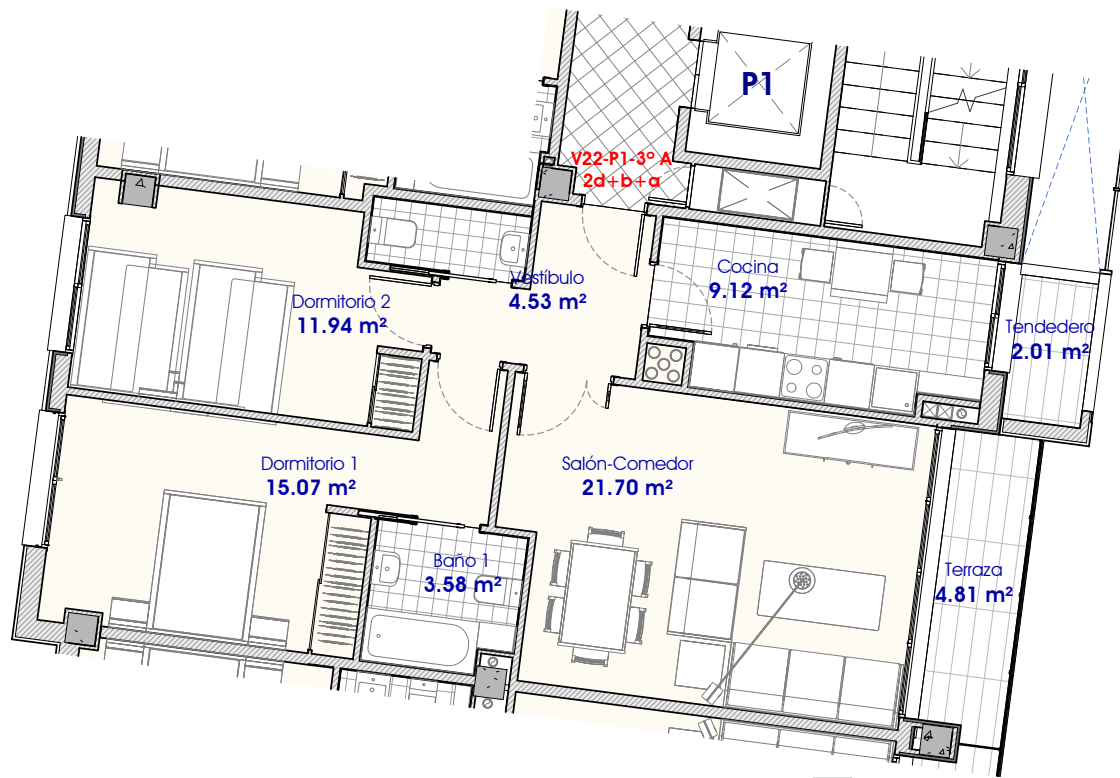 P1
V22-P1-3º A
2d+b+a
Vestíbulo
4.53 m²
Cocina
9.12 m²
Dormitorio 2
11.94 m²
Tendedero
2.01 m²
Dormitorio 1
15.07 m²
Salón-Comedor
21.70 m²
Baño 1
3.58 m²
Terraza
4.81 m²